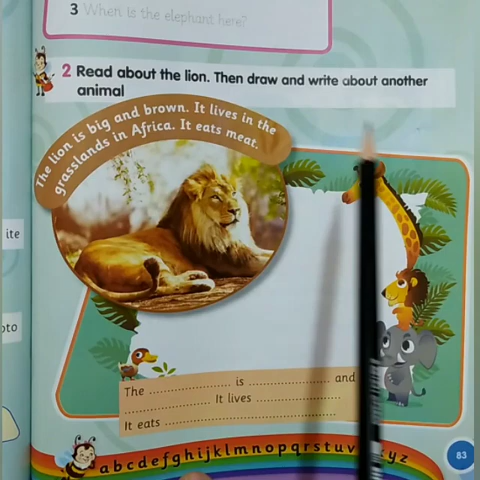 3 When is the elephant here?
2 Read about the lion. Then draw and write about another
animal
The lion is big and brown. It lives in the
grasslands in Africa. It eats meat.
ite
oto
The .................... is .................... and
.................... It lives ....................
It eats ........................................
a b c d e f g h i j k l m n o p q r s t u v y z
83